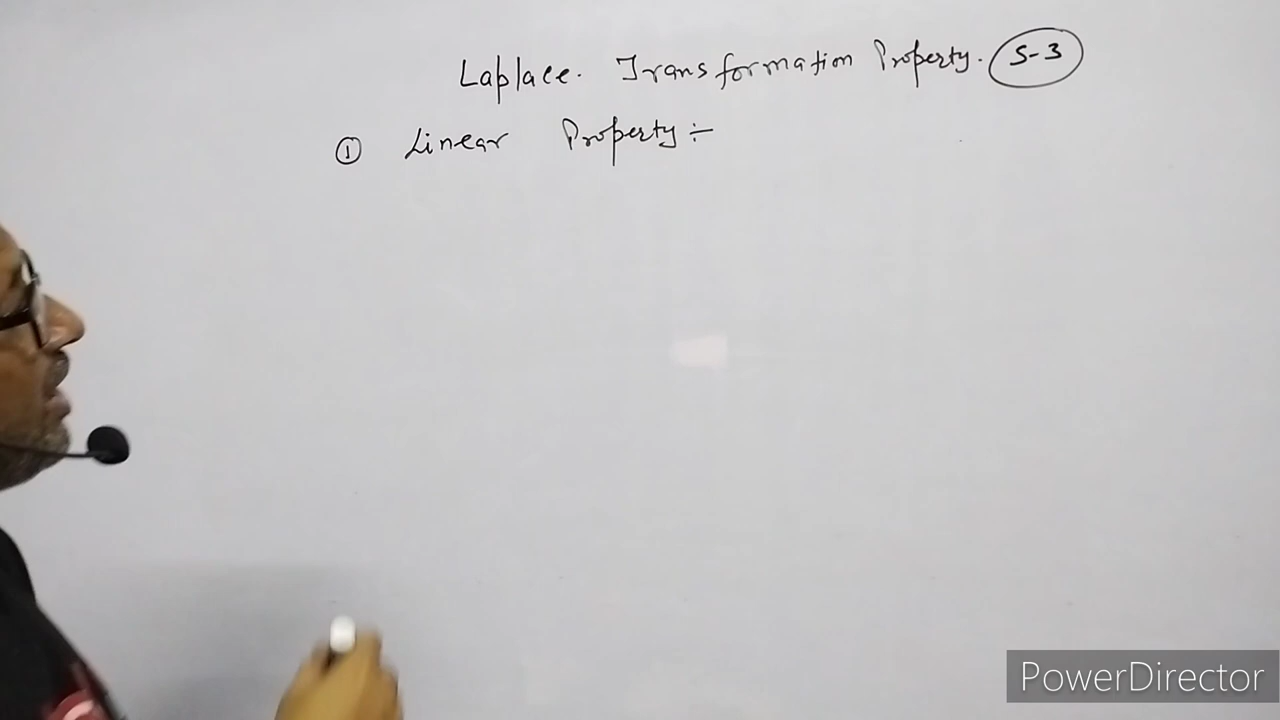 Laplace. Transformation Property. S-3
① Linear Property ÷
PowerDirector